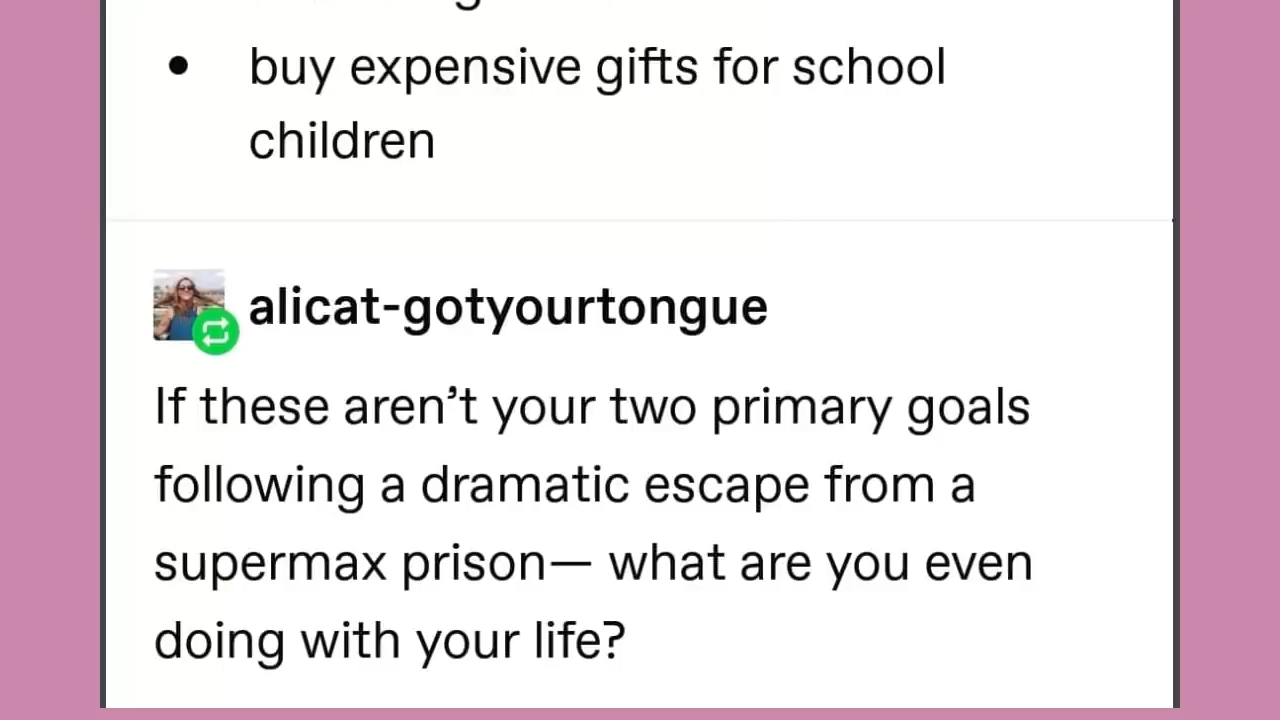 • buy expensive gifts for school
children
alicat-gotyourtongue
If these aren’t your two primary goals
following a dramatic escape from a
supermax prison— what are you even
doing with your life?